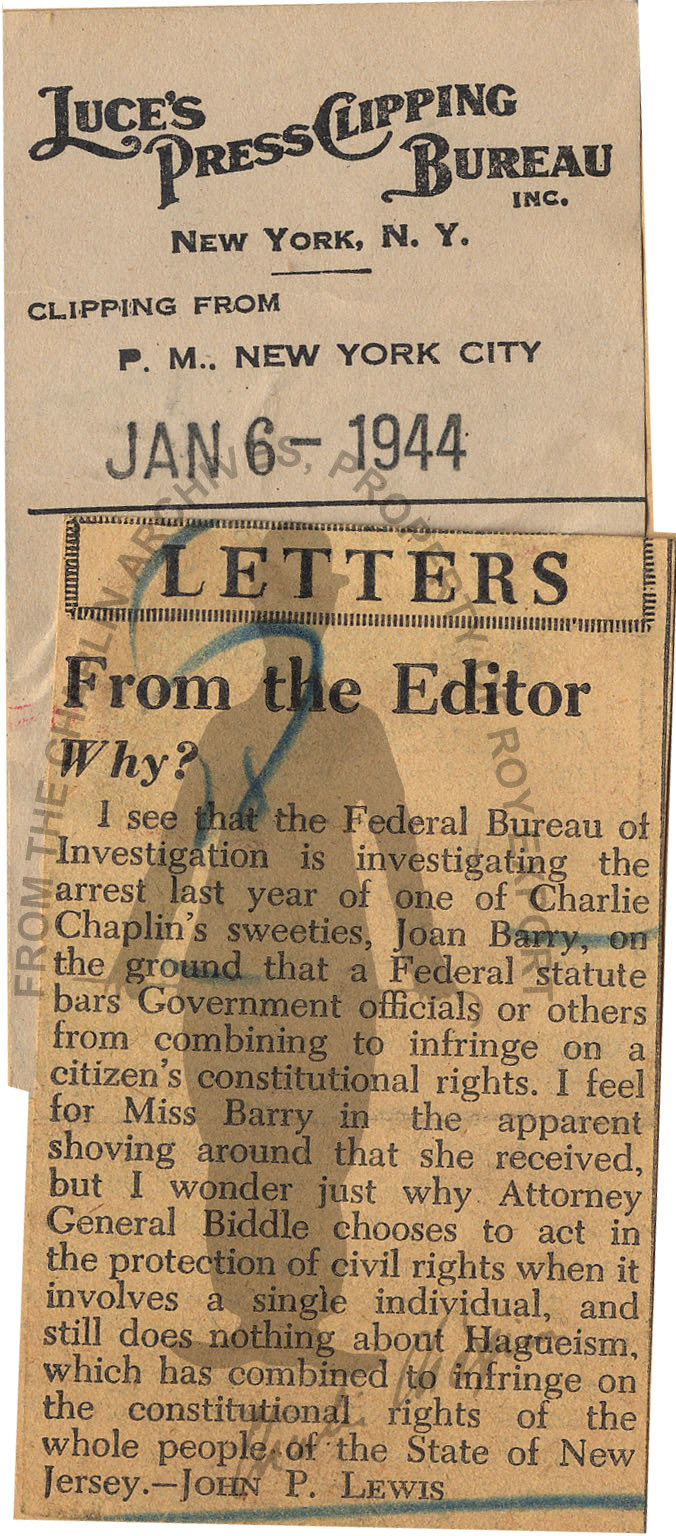 LUCE'S
PRESS CLIPPING
BUREAU
INC.
NEW YORK, N. Y.
CLIPPING FROM
P. M., NEW YORK CITY
JAN 6 - 1944
FROM THE CHAPLIN ARCHIVES, PROPERTY OF ROY EXPORT
LETTERS
From the Editor
Why?
I see that the Federal Bureau of
Investigation is investigating the
arrest last year of one of Charlie
Chaplin's sweeties, Joan Barry, on
the ground that a Federal statute
bars Government officials or others
from combining to infringe on a
citizen's constitutional rights. I feel
for Miss Barry in the apparent
shoving around that she received,
but I wonder just why Attorney
General Biddle chooses to act in
the protection of civil rights when it
involves a single individual, and
still does nothing about Hagueism,
which has combined to infringe on
the constitutional rights of the
whole people of the State of New
Jersey.—JOHN P. LEWIS